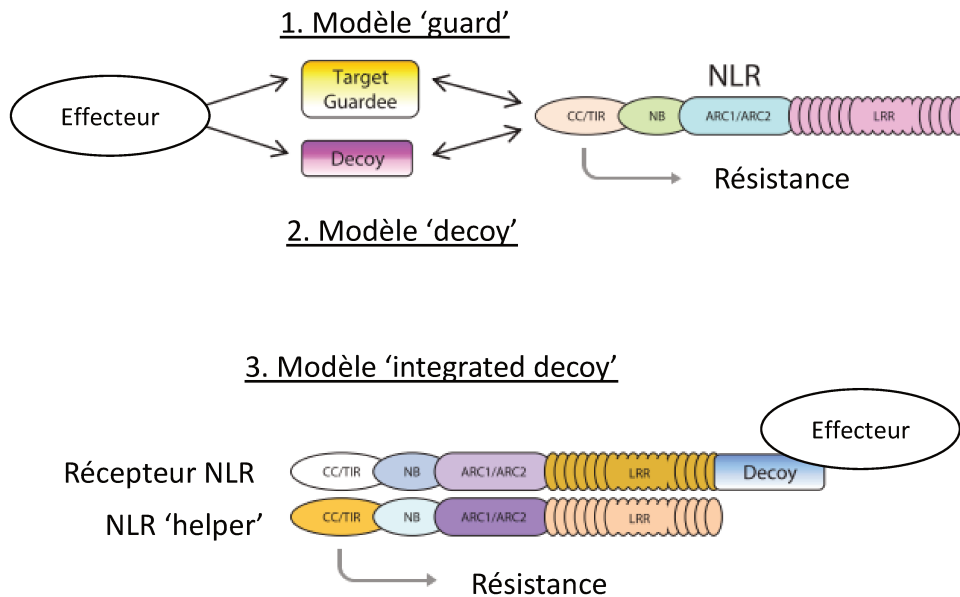 1. Modèle ‘guard’
Effecteur
Target
Guardee
Decoy
NLR
CC/TIR
NB
ARC1/ARC2
LRR
Résistance
2. Modèle ‘decoy’
3. Modèle ‘integrated decoy’
Effecteur
Récepteur NLR
CC/TIR
NB
ARC1/ARC2
LRR
Decoy
NLR ‘helper’
CC/TIR
NB
ARC1/ARC2
LRR
Résistance